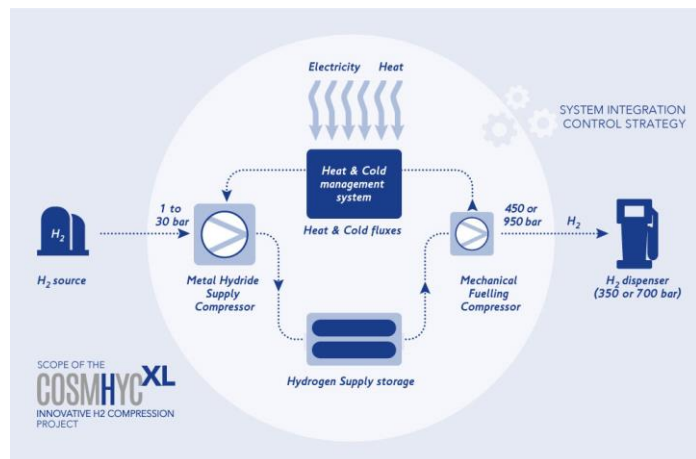 Electricity Heat
SYSTEM INTEGRATION
CONTROL STRATEGY
Heat & Cold
management
system
Heat & Cold fluxes
1 to
30 bar
450 or
950 bar
H2
H2
H2 source
Metal Hydride
Supply
Compressor
Mechanical
Fuelling
Compressor
H2 dispenser
(350 or 700 bar)
Hydrogen Supply storage
SCOPE OF THE
COSMHYC XL
INNOVATIVE H2 COMPRESSION
PROJECT